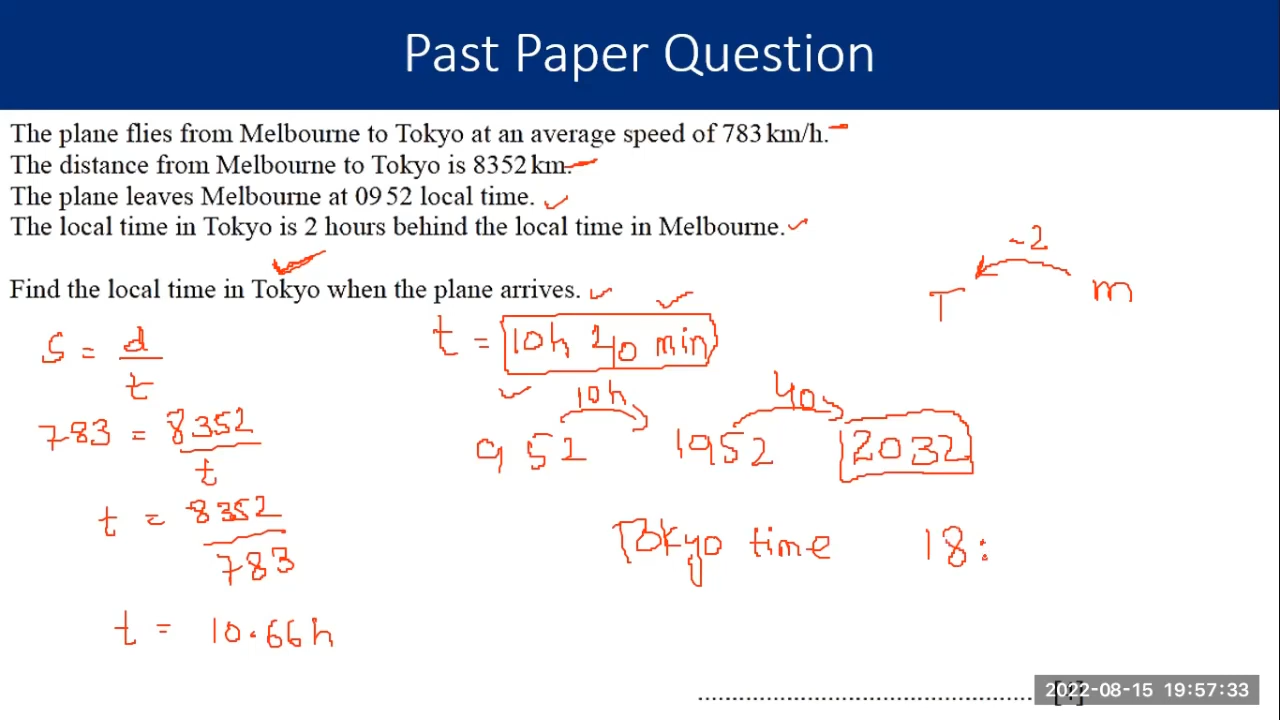 Past Paper Question
The plane flies from Melbourne to Tokyo at an average speed of 783 km/h.
The distance from Melbourne to Tokyo is 8352 km.
The plane leaves Melbourne at 09 52 local time.
The local time in Tokyo is 2 hours behind the local time in Melbourne.
-2
T m
Find the local time in Tokyo when the plane arrives.
S = d/t
t = 10h 40 min
783 = 8352/t
10h 40
9 52 1952 2032
t = 8352/783
Tokyo time 18:
t = 10.66h
.................................................. [4]
2022-08-15 19:57:33